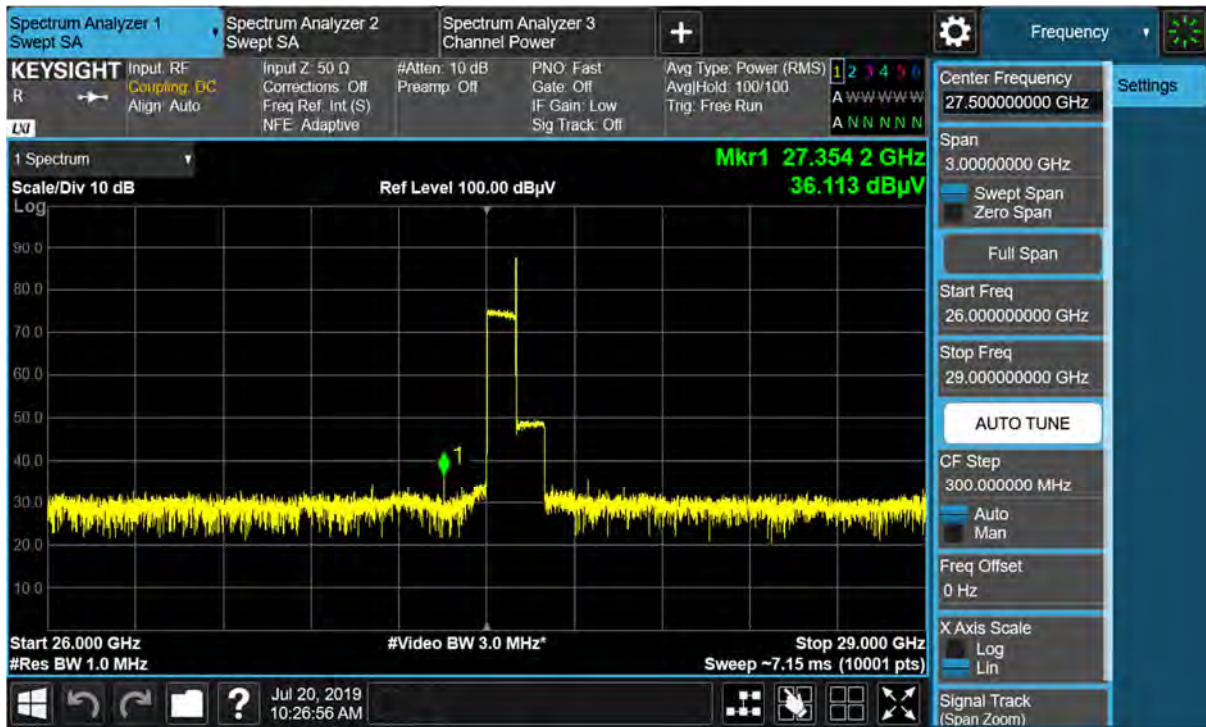 Spectrum Analyzer 1
Swept SA
Spectrum Analyzer 2
Swept SA
Spectrum Analyzer 3
Channel Power
+
Frequency
KEYSIGHT
R
LXI
Input: RF
Coupling: DC
Align: Auto
Input Z: 50 Ω
Corrections: Off
Freq Ref: Int (S)
NFE: Adaptive
#Atten: 10 dB
Preamp: Off
PNO: Fast
Gate: Off
IF Gain: Low
Sig Track: Off
Avg Type: Power (RMS)
Avg|Hold: 100/100
Trig: Free Run
1 2 3 4 5 6
A W W W W W
A N N N N N
1 Spectrum
Scale/Div 10 dB
Log
Ref Level 100.00 dBµV
Mkr1 27.354 2 GHz
36.113 dBµV
90.0
80.0
70.0
60.0
50.0
40.0
30.0
20.0
10.0
1
Start 26.000 GHz
#Res BW 1.0 MHz
#Video BW 3.0 MHz*
Stop 29.000 GHz
Sweep ~7.15 ms (10001 pts)
Center Frequency
27.500000000 GHz
Settings
Span
3.00000000 GHz
Swept Span
Zero Span
Full Span
Start Freq
26.000000000 GHz
Stop Freq
29.000000000 GHz
AUTO TUNE
CF Step
300.000000 MHz
Auto
Man
Freq Offset
0 Hz
X Axis Scale
Log
Lin
Signal Track
(Span Zoom)
?
Jul 20, 2019
10:26:56 AM